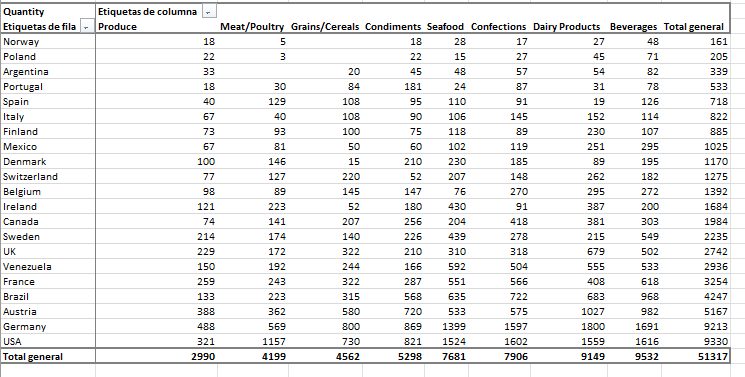 Quantity Etiquetas de columna
Etiquetas de fila Produce Meat/Poultry Grains/Cereals Condiments Seafood Confections Dairy Products Beverages Total general
Norway 18 5 18 28 17 27 48 161
Poland 22 3 22 15 27 45 71 205
Argentina 33 20 45 48 57 54 82 339
Portugal 18 30 84 181 24 87 31 78 533
Spain 40 129 108 95 110 91 19 126 718
Italy 67 40 108 90 106 145 152 114 822
Finland 73 93 100 75 118 89 230 107 885
Mexico 67 81 50 60 102 119 251 295 1025
Denmark 100 146 15 210 230 185 89 195 1170
Switzerland 77 127 220 52 207 148 262 182 1275
Belgium 98 89 145 147 76 270 295 272 1392
Ireland 121 223 52 180 430 91 387 200 1684
Canada 74 141 207 256 204 418 381 303 1984
Sweden 214 174 140 226 439 278 215 549 2235
UK 229 172 322 210 310 318 679 502 2742
Venezuela 150 192 244 166 592 504 555 533 2936
France 259 243 322 287 551 566 408 618 3254
Brazil 133 223 315 568 635 722 683 968 4247
Austria 388 362 580 720 533 575 1027 982 5167
Germany 488 569 800 869 1399 1597 1800 1691 9213
USA 321 1157 730 821 1524 1602 1559 1616 9330
Total general 2990 4199 4562 5298 7681 7906 9149 9532 51317